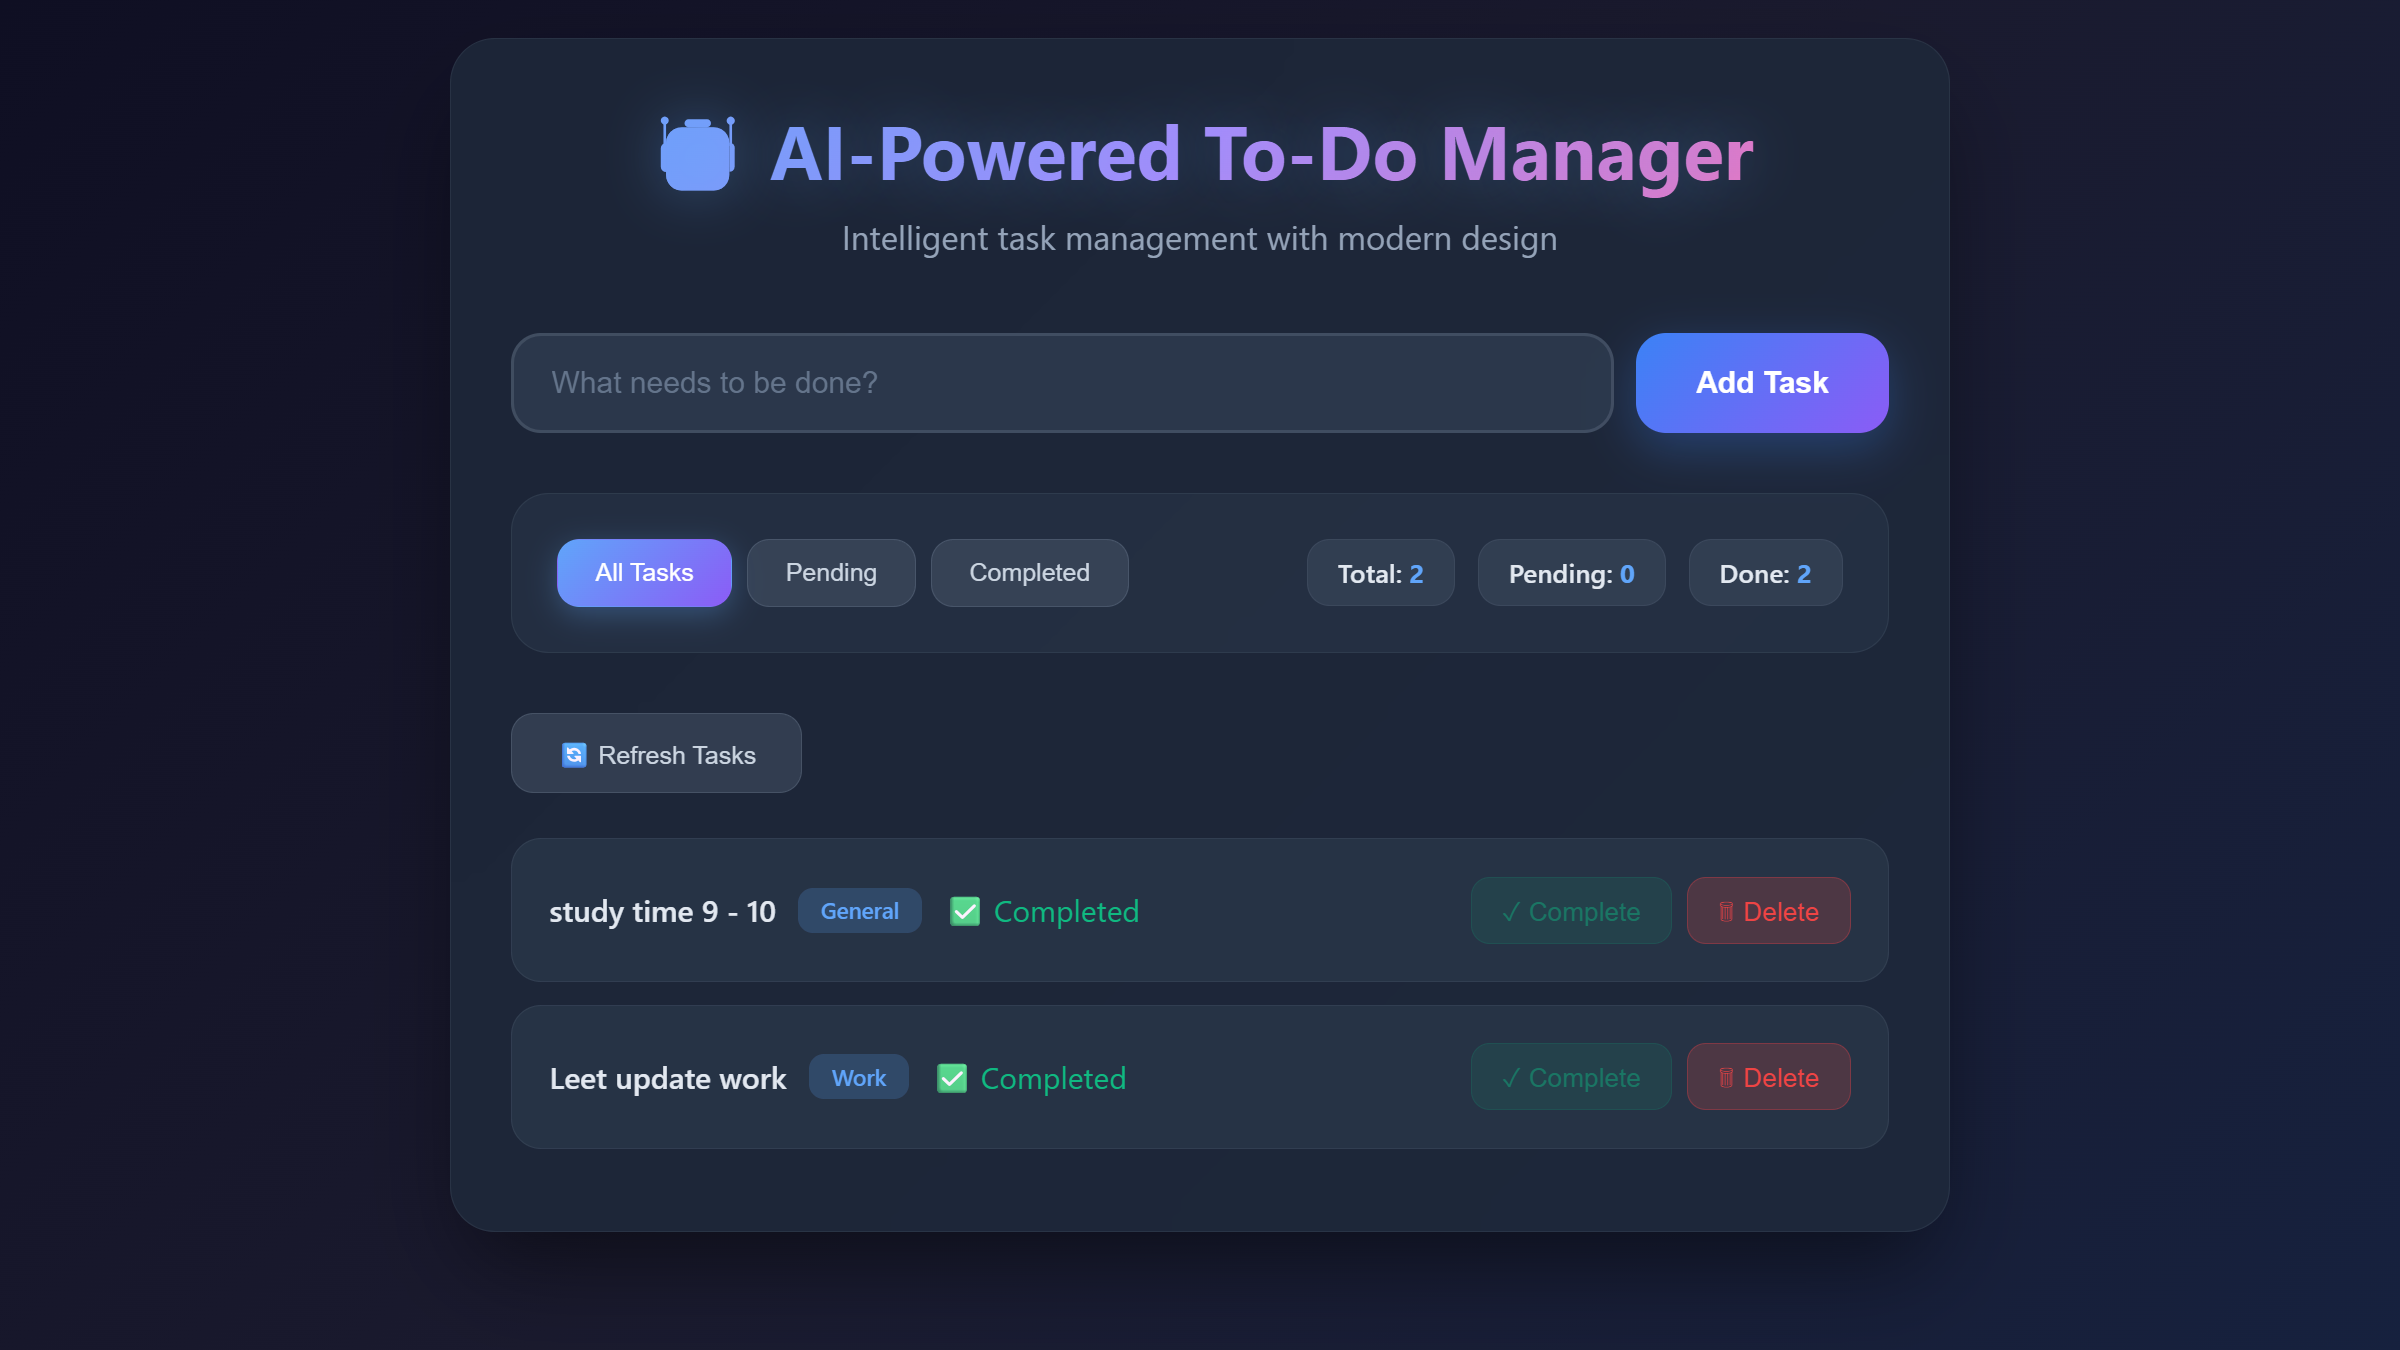 AI-Powered To-Do Manager
Intelligent task management with modern design
What needs to be done?
Add Task
All Tasks
Pending
Completed
Total: 2
Pending: 0
Done: 2
Refresh Tasks
study time 9 - 10
General
✅ Completed
✓ Complete
Delete
Leet update work
Work
✅ Completed
✓ Complete
Delete